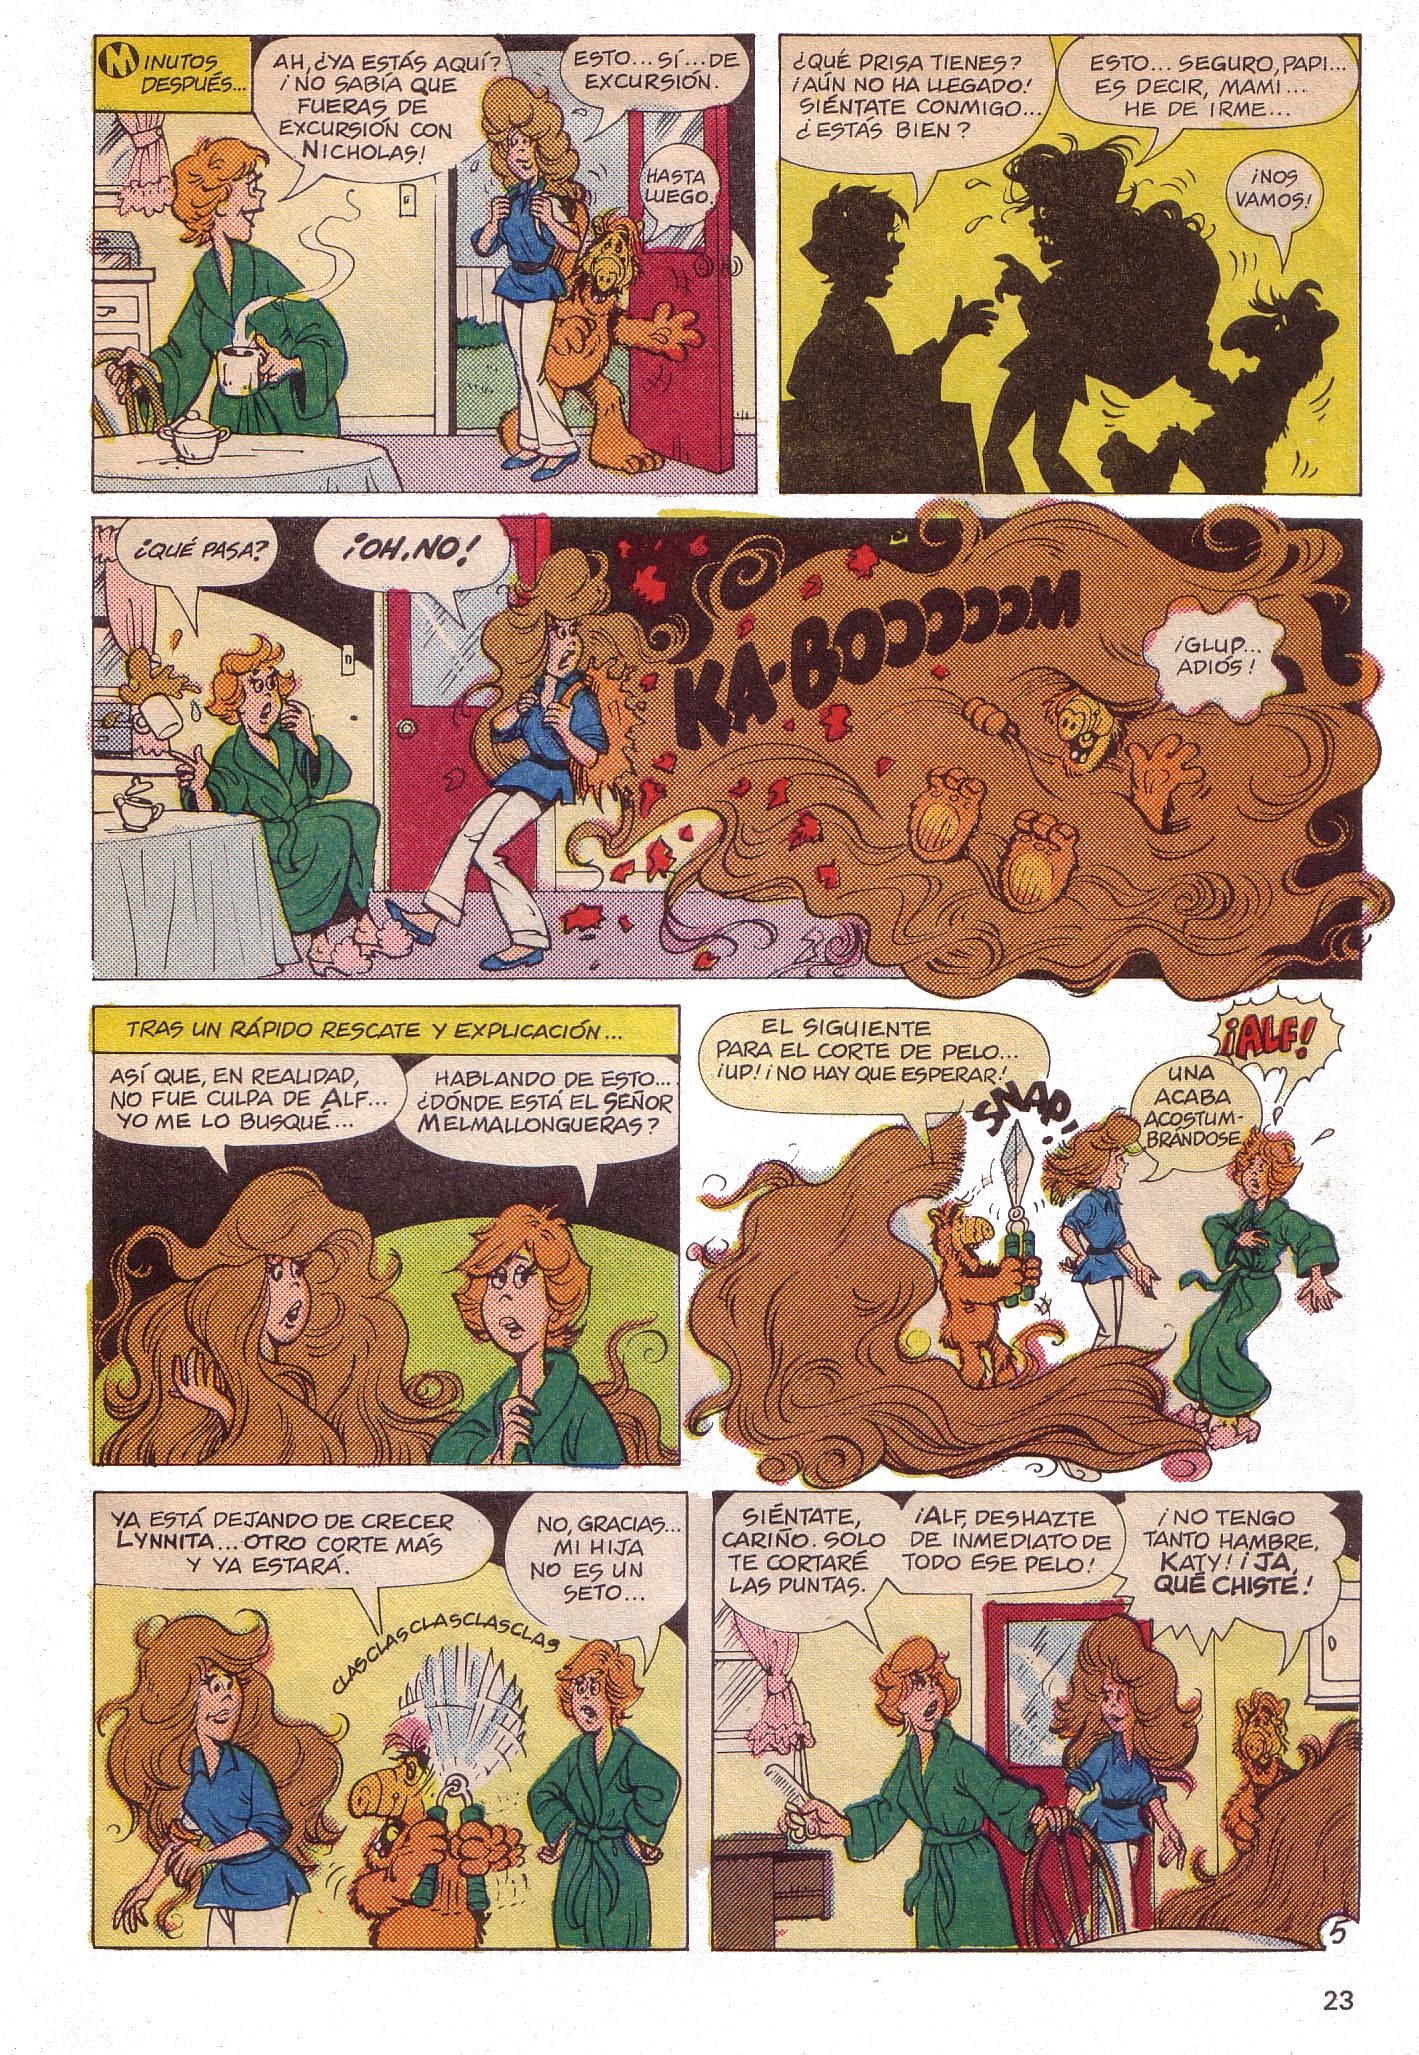 MINUTOS
DESPUÉS...
AH, ¿YA ESTÁS AQUÍ?
¡NO SABÍA QUE
FUERAS DE
EXCURSIÓN CON
NICHOLAS!
ESTO... SÍ... DE
EXCURSIÓN.
HASTA
LUEGO.
¿QUÉ PRISA TIENES?
¡AÚN NO HA LLEGADO!
SIÉNTATE CONMIGO...
¿ESTÁS BIEN?
ESTO... SEGURO, PAPI...
ES DECIR, MAMI...
HE DE IRME...
¡NOS
VAMOS!
¿QUÉ PASA?
¡OH, NO!
KA-BOOOOOOM
¡GLUP...
ADIÓS!
TRAS UN RÁPIDO RESCATE Y EXPLICACIÓN...
ASÍ QUE, EN REALIDAD,
NO FUE CULPA DE ALF...
YO ME LO BUSQUÉ...
HABLANDO DE ESTO...
¿DÓNDE ESTÁ EL SEÑOR
MELMALLONGUERAS?
EL SIGUIENTE
PARA EL CORTE DE PELO...
¡UP! ¡NO HAY QUE ESPERAR!
SNAP!
UNA
ACABA
ACOSTUM-
BRÁNDOSE
¡ALF!
YA ESTÁ DEJANDO DE CRECER
LYNNITA... OTRO CORTE MÁS
Y YA ESTARÁ.
CLASCLASCLASCLASCLAS
NO, GRACIAS...
MI HIJA
NO ES UN
SETO...
SIÉNTATE,
CARIÑO. SOLO
TE CORTARÉ
LAS PUNTAS.
¡ALF, DESHAZTE
DE INMEDIATO DE
TODO ESE PELO!
¡NO TENGO
TANTO HAMBRE,
KATY! ¡JA,
QUÉ CHISTE!
5
23